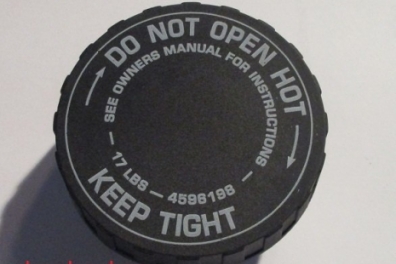 DO NOT OPEN HOT
SEE OWNERS MANUAL FOR INSTRUCTIONS
17 LBS — 4596198
KEEP TIGHT